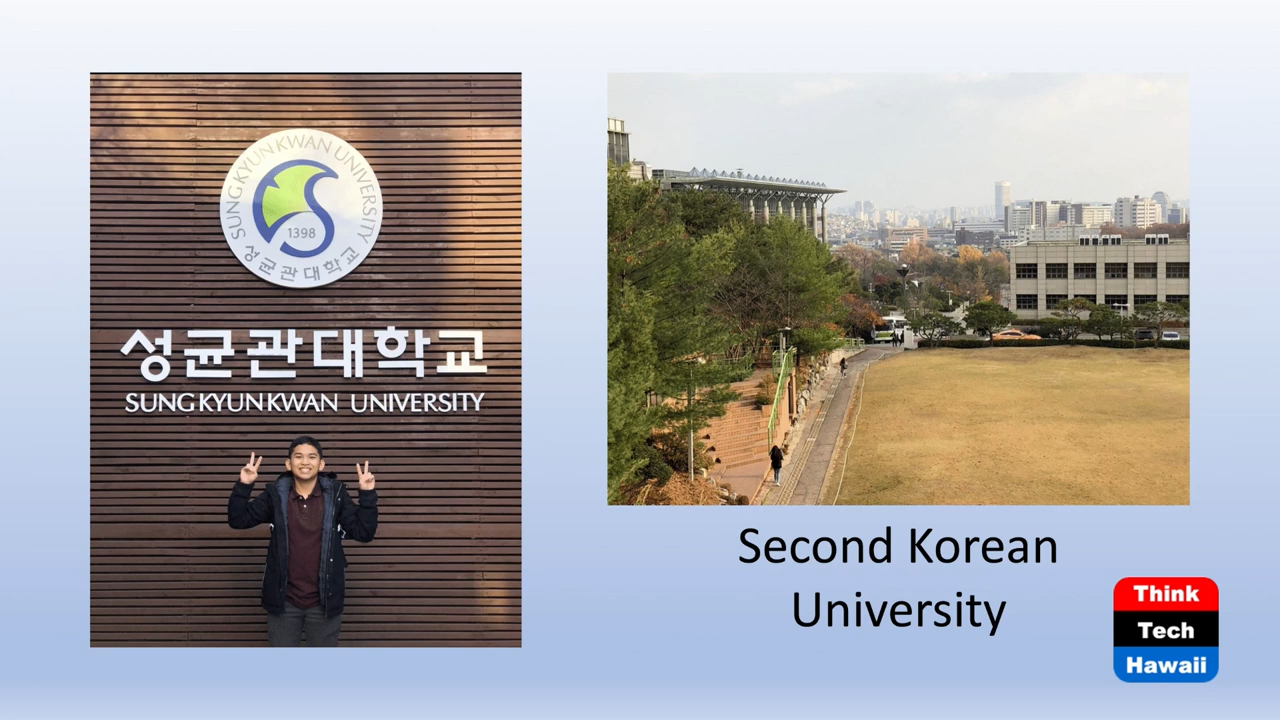 SUNGKYUNKWAN UNIVERSITY
1398
성균관대학교
성균관대학교
SUNGKYUNKWAN UNIVERSITY
Second Korean
University
Think
Tech
Hawaii